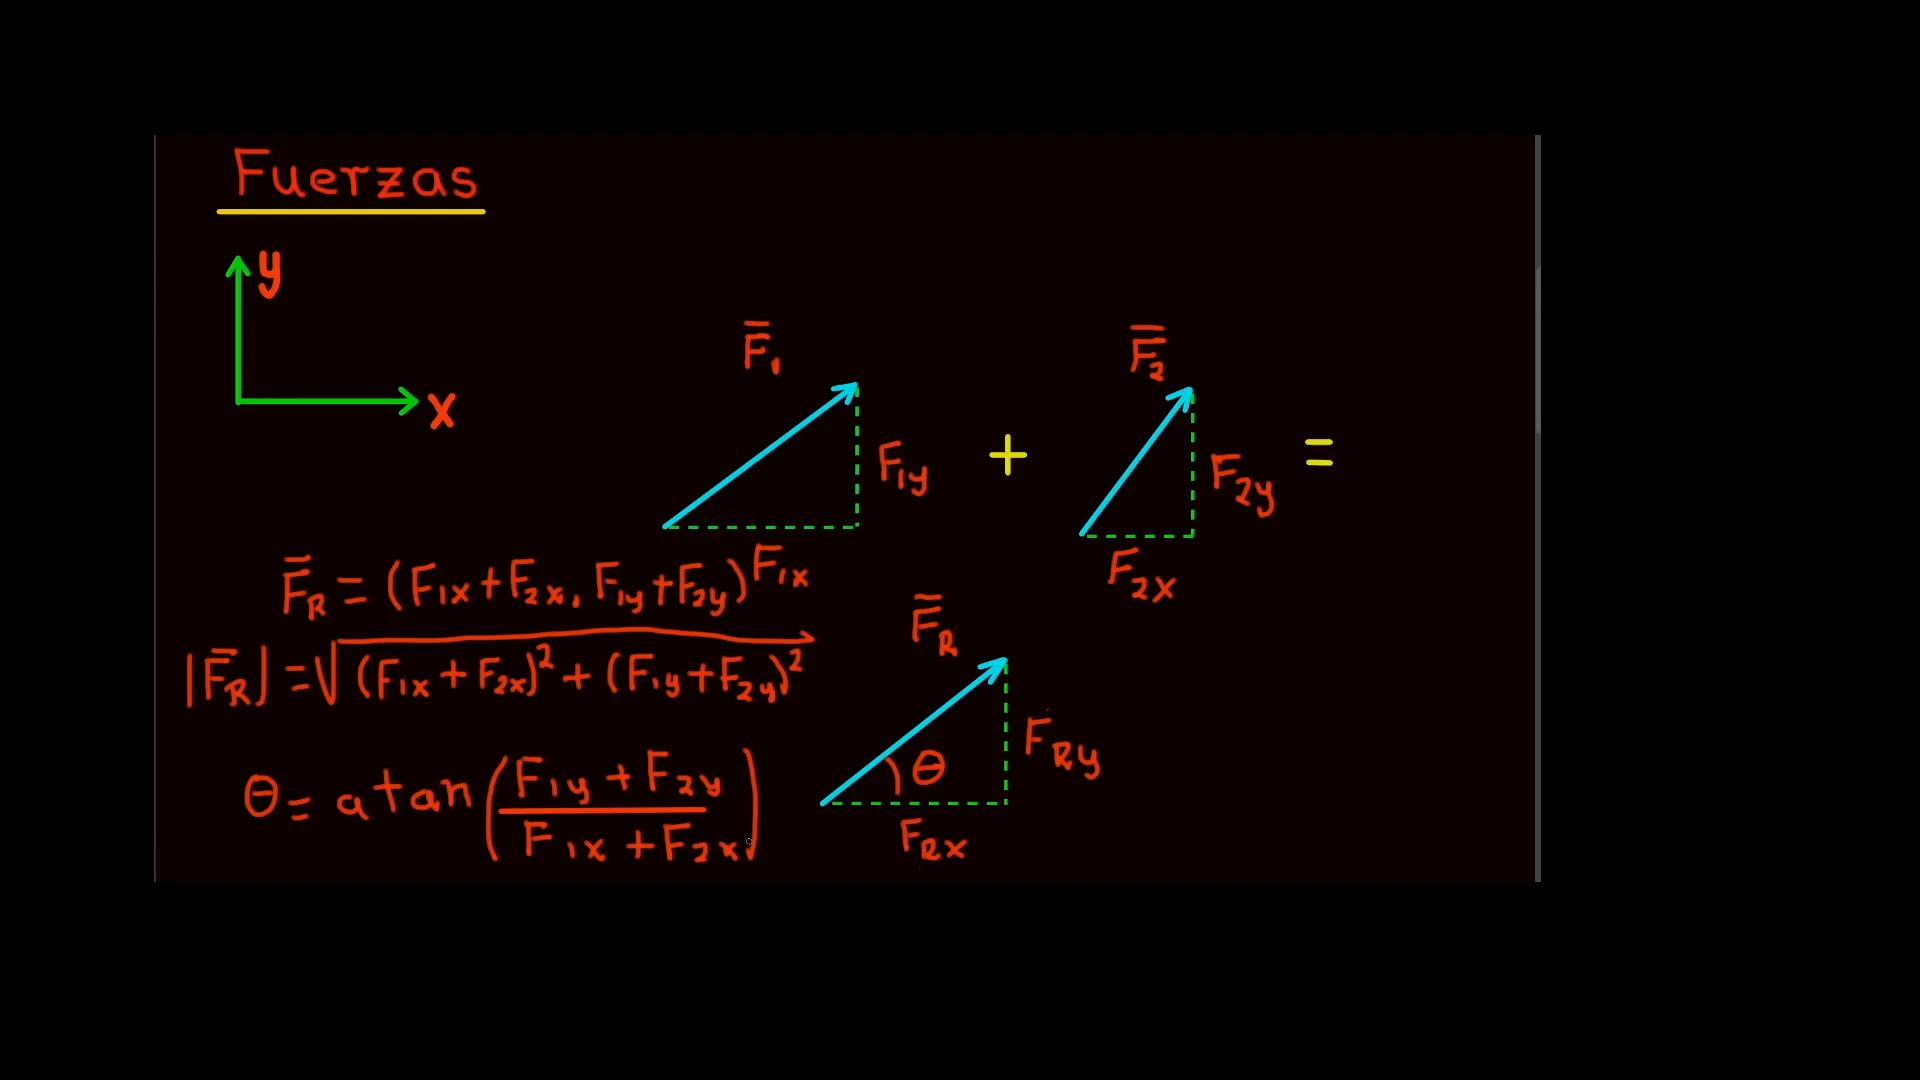 Fuerzas
y
x
F̅₁
F̅₂
F₁y
+
F₂y
=
F₁x
F₂x
F̅R = (F₁x + F₂x, F₁y + F₂y)
|F̅R| = √(F₁x + F₂x)² + (F₁y + F₂y)²
F̅R
θ
FRy
FRx
θ = atan(F₁y + F₂y / F₁x + F₂x)